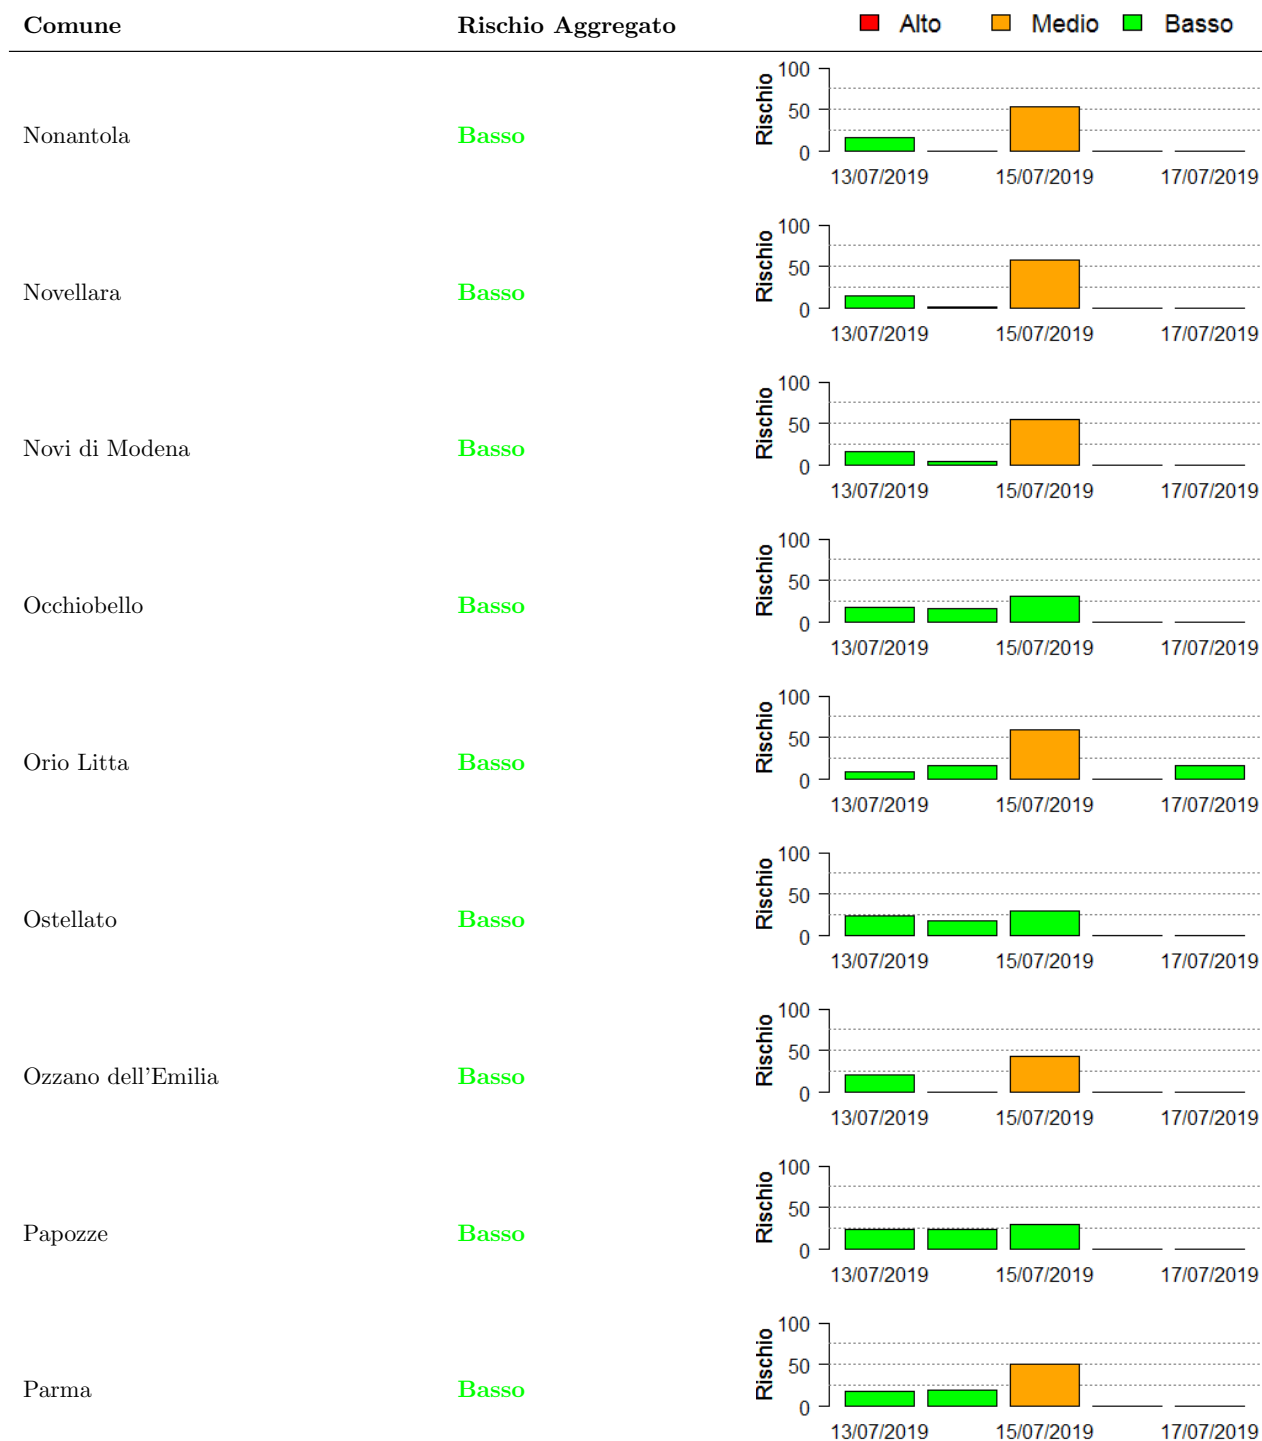 Comune Rischio Aggregato Alto Medio Basso
Nonantola Basso Rischio 100 50 0
13/07/2019 15/07/2019 17/07/2019
Novellara Basso Rischio 100 50 0
13/07/2019 15/07/2019 17/07/2019
Novi di Modena Basso Rischio 100 50 0
13/07/2019 15/07/2019 17/07/2019
Occhiobello Basso Rischio 100 50 0
13/07/2019 15/07/2019 17/07/2019
Orio Litta Basso Rischio 100 50 0
13/07/2019 15/07/2019 17/07/2019
Ostellato Basso Rischio 100 50 0
13/07/2019 15/07/2019 17/07/2019
Ozzano dell'Emilia Basso Rischio 100 50 0
13/07/2019 15/07/2019 17/07/2019
Papozze Basso Rischio 100 50 0
13/07/2019 15/07/2019 17/07/2019
Parma Basso Rischio 100 50 0
13/07/2019 15/07/2019 17/07/2019